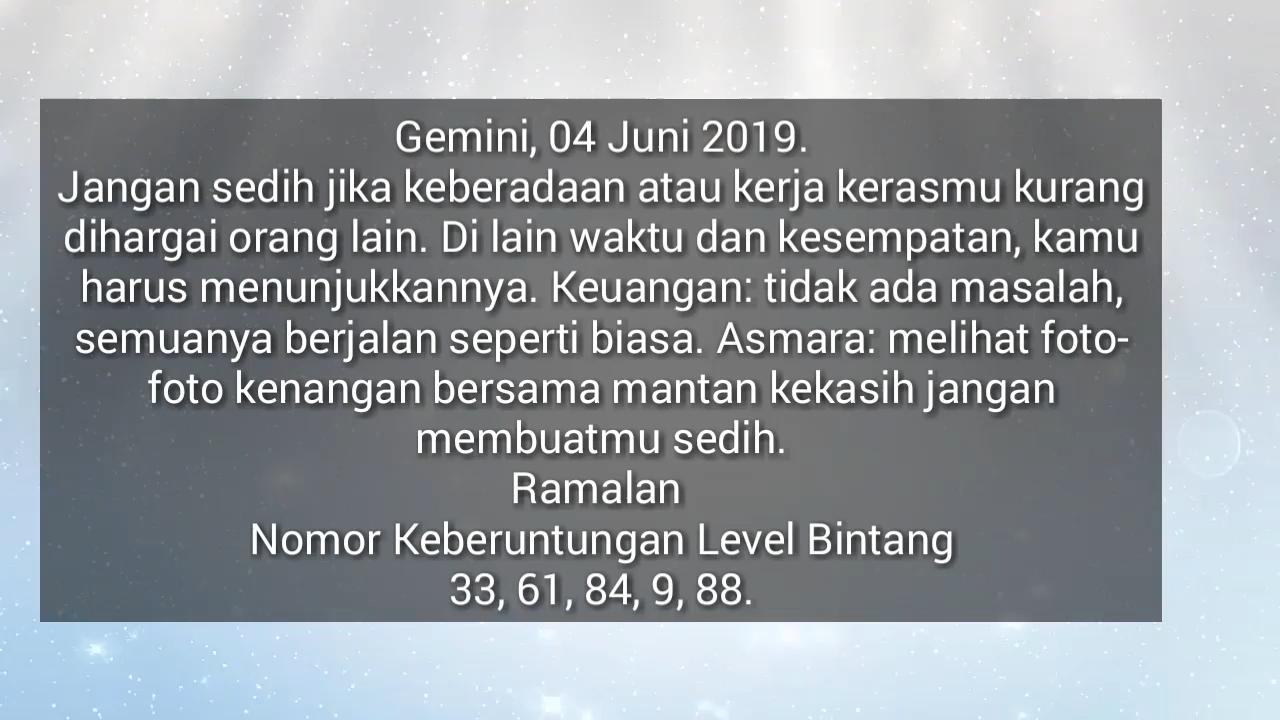 Gemini, 04 Juni 2019.
Jangan sedih jika keberadaan atau kerja kerasmu kurang
dihargai orang lain. Di lain waktu dan kesempatan, kamu
harus menunjukkannya. Keuangan: tidak ada masalah,
semuanya berjalan seperti biasa. Asmara: melihat foto-
foto kenangan bersama mantan kekasih jangan
membuatmu sedih.
Ramalan
Nomor Keberuntungan Level Bintang
33, 61, 84, 9, 88.